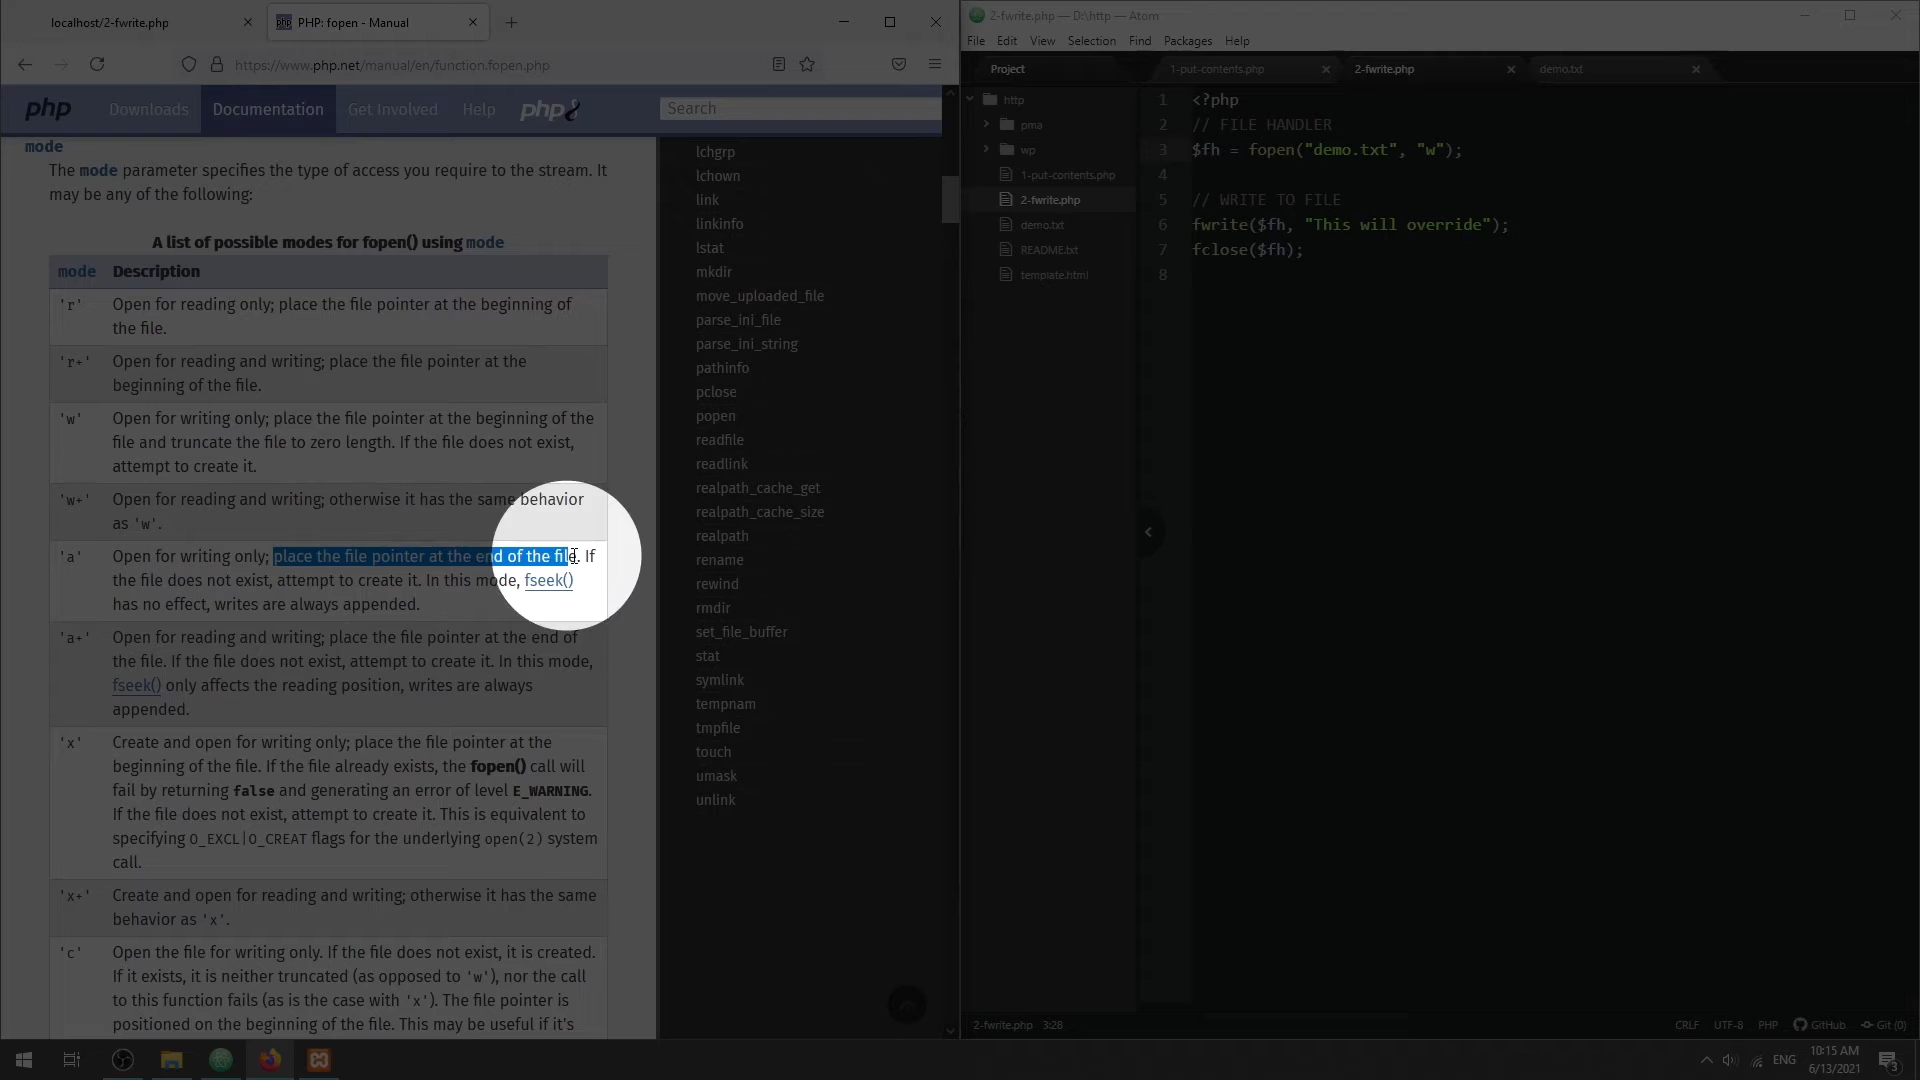 localhost/2-fwrite.php
PHP: fopen - Manual
https://www.php.net/manual/en/function.fopen.php
php
Downloads
Documentation
Get Involved
Help
php8
Search
mode
The mode parameter specifies the type of access you require to the stream. It
may be any of the following:
A list of possible modes for fopen() using mode
mode Description
'r' Open for reading only; place the file pointer at the beginning of
the file.
'r+' Open for reading and writing; place the file pointer at the
beginning of the file.
'w' Open for writing only; place the file pointer at the beginning of the
file and truncate the file to zero length. If the file does not exist,
attempt to create it.
'w+' Open for reading and writing; otherwise it has the same behavior
as 'w'.
'a' Open for writing only; place the file pointer at the end of the file. If
the file does not exist, attempt to create it. In this mode, fseek()
has no effect, writes are always appended.
'a+' Open for reading and writing; place the file pointer at the end of
the file. If the file does not exist, attempt to create it. In this mode,
fseek() only affects the reading position, writes are always
appended.
'x' Create and open for writing only; place the file pointer at the
beginning of the file. If the file already exists, the fopen() call will
fail by returning false and generating an error of level E_WARNING.
If the file does not exist, attempt to create it. This is equivalent to
specifying O_EXCL|O_CREAT flags for the underlying open(2) system
call.
'x+' Create and open for reading and writing; otherwise it has the same
behavior as 'x'.
'c' Open the file for writing only. If the file does not exist, it is created.
If it exists, it is neither truncated (as opposed to 'w'), nor the call
to this function fails (as is the case with 'x'). The file pointer is
positioned on the beginning of the file. This may be useful if it's
lchgrp
lchown
link
linkinfo
lstat
mkdir
move_uploaded_file
parse_ini_file
parse_ini_string
pathinfo
pclose
popen
readfile
readlink
realpath_cache_get
realpath_cache_size
realpath
rename
rewind
rmdir
set_file_buffer
stat
symlink
tempnam
tmpfile
touch
umask
unlink
2-fwrite.php — D:\http — Atom
File Edit View Selection Find Packages Help
Project
http
pma
wp
1-put-contents.php
2-fwrite.php
demo.txt
README.txt
template.html
1-put-contents.php
2-fwrite.php
demo.txt
1 <?php
2 // FILE HANDLER
3 $fh = fopen("demo.txt", "w");
4
5 // WRITE TO FILE
6 fwrite($fh, "This will override");
7 fclose($fh);
8
2-fwrite.php 3:28
CRLF UTF-8 PHP GitHub Git (0)
ENG
10:15 AM
6/13/2021
3